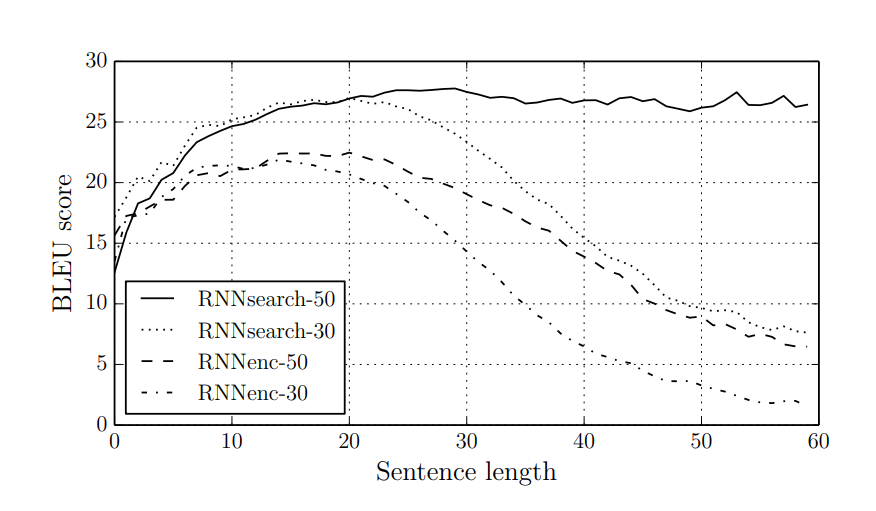 30
25
20
15
10
5
0
BLEU score
RNNsearch-50
RNNsearch-30
RNNenc-50
RNNenc-30
0 10 20 30 40 50 60
Sentence length